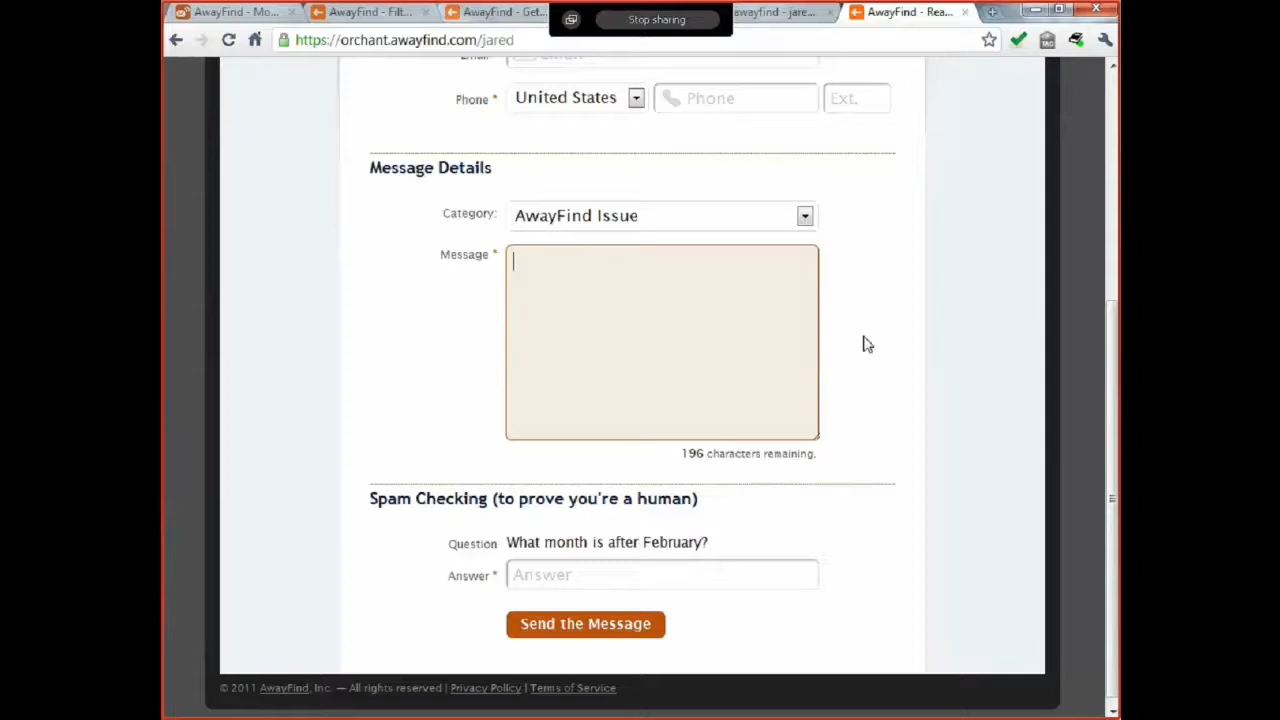 AwayFind - Mo...
AwayFind - Filt...
AwayFind - Get...
Stop sharing
awayfind - jare...
AwayFind - Rea...
https://orchant.awayfind.com/jared
Phone *
United States
Phone
Ext.
Message Details
Category:
AwayFind Issue
Message *
196 characters remaining.
Spam Checking (to prove you're a human)
Question
What month is after February?
Answer *
Answer
Send the Message
© 2011 AwayFind, Inc. — All rights reserved | Privacy Policy | Terms of Service